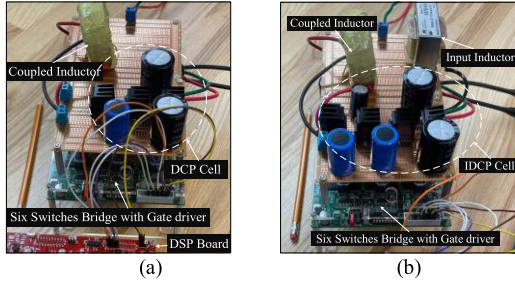 Coupled Inductor
DCP Cell
Six Switches Bridge with Gate driver
DSP Board
(a)
Coupled Inductor
Input Inductor
IDCP Cell
Six Switches Bridge with Gate driver
(b)